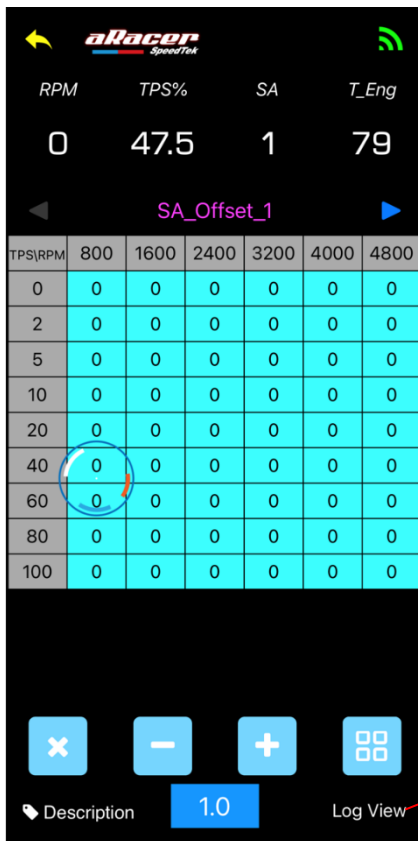 aRacer
SpeedTek
RPM TPS% SA T_Eng
0 47.5 1 79
SA_Offset_1
TPS\RPM 800 1600 2400 3200 4000 4800
0 0 0 0 0 0 0
2 0 0 0 0 0 0
5 0 0 0 0 0 0
10 0 0 0 0 0 0
20 0 0 0 0 0 0
40 0 0 0 0 0 0
60 0 0 0 0 0 0
80 0 0 0 0 0 0
100 0 0 0 0 0 0
Description 1.0 Log View